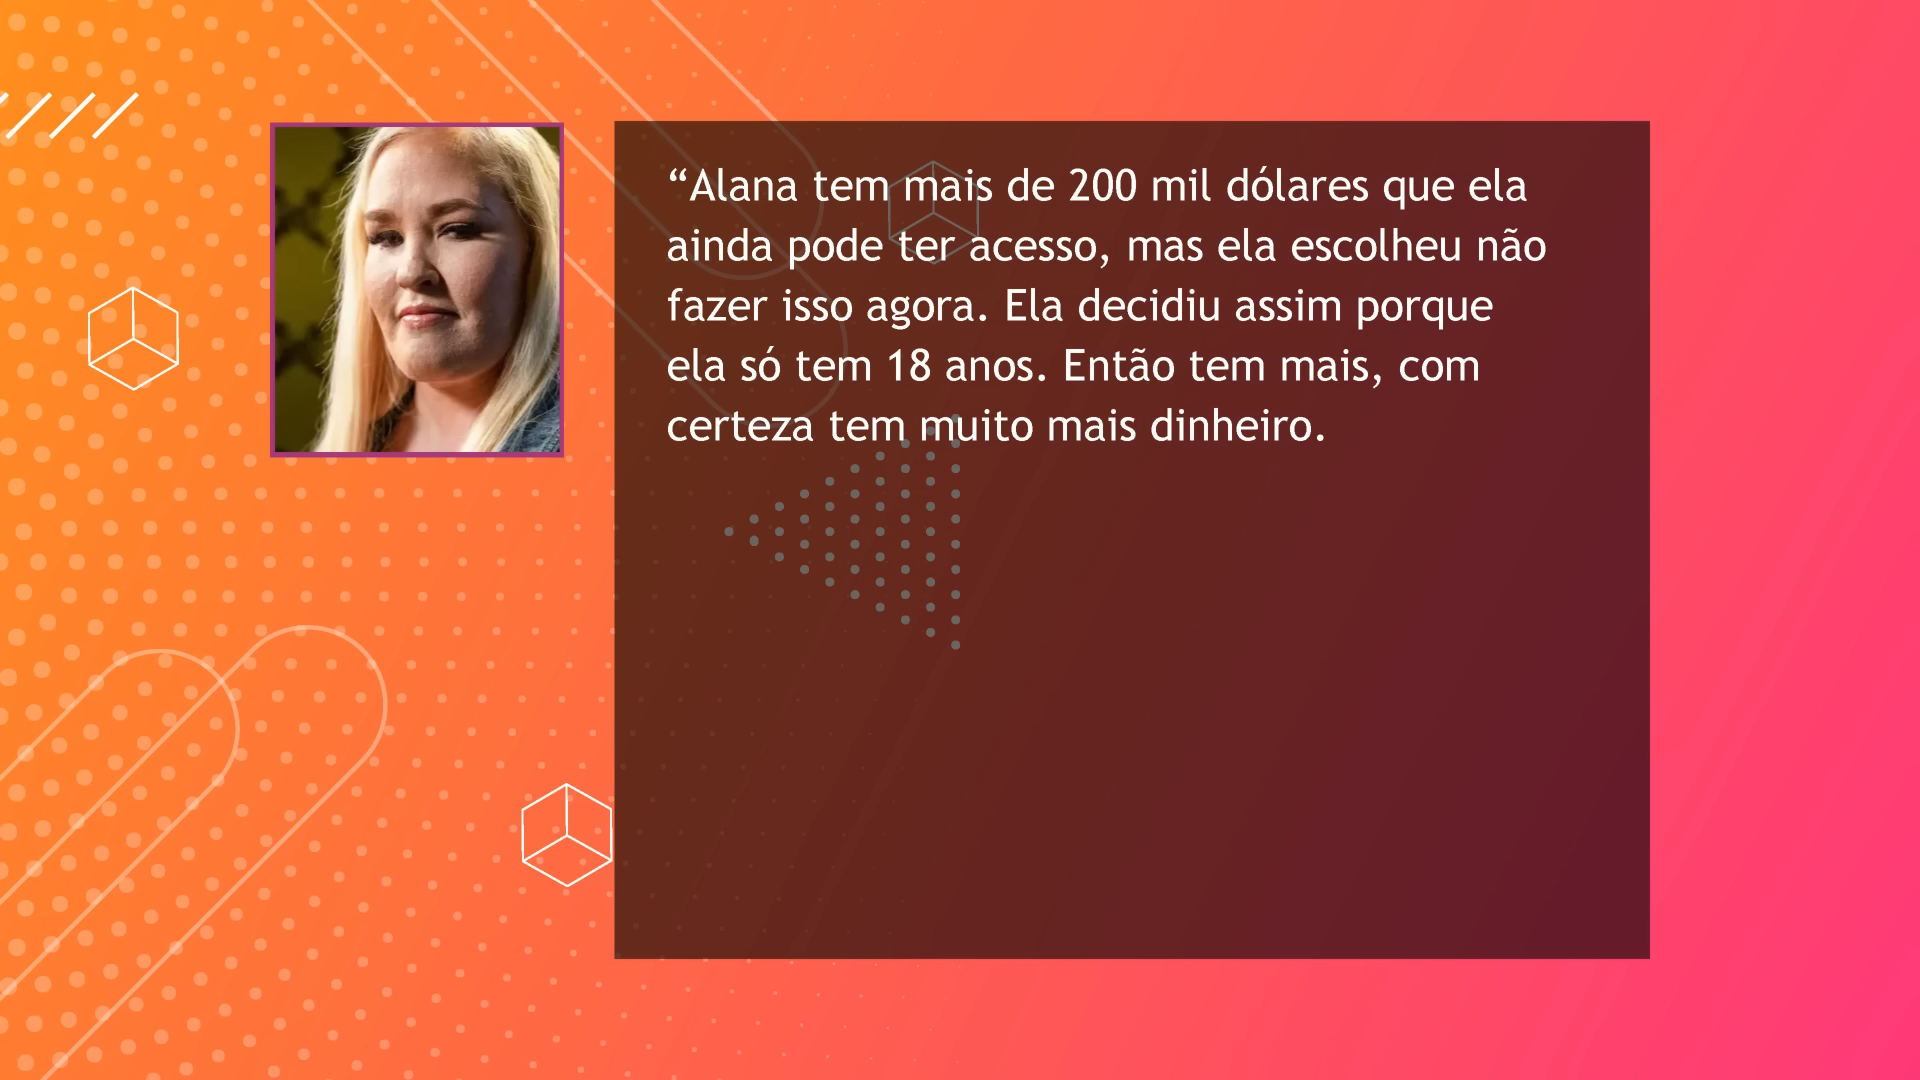 “Alana tem mais de 200 mil dólares que ela
ainda pode ter acesso, mas ela escolheu não
fazer isso agora. Ela decidiu assim porque
ela só tem 18 anos. Então tem mais, com
certeza tem muito mais dinheiro.